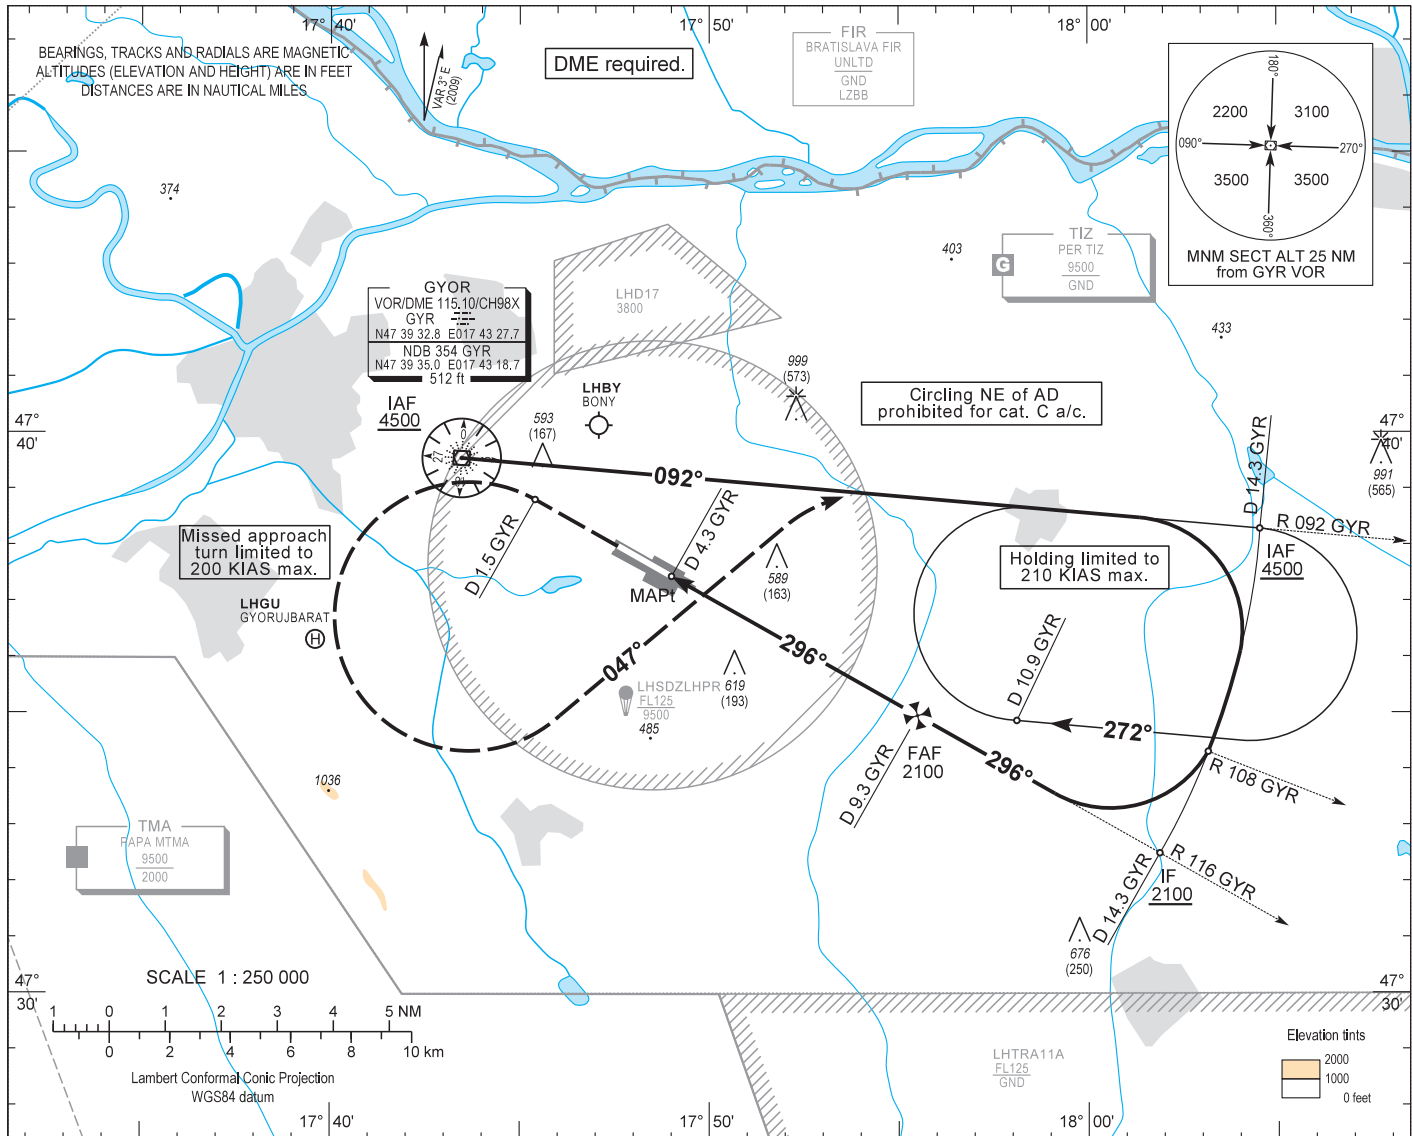 17° 40'
17° 50'
18° 00'
BEARINGS, TRACKS AND RADIALS ARE MAGNETIC
ALTITUDES (ELEVATION AND HEIGHT) ARE IN FEET
DISTANCES ARE IN NAUTICAL MILES
VAR 3° E
(2009)
DME required.
FIR
BRATISLAVA FIR
UNLTD
GND
LZBB
180°
2200
3100
090°
270°
3500
3500
360°
MNM SECT ALT 25 NM
from GYR VOR
374
403
433
TIZ
PER TIZ
G
9500
GND
LHD17
3800
GYOR
VOR/DME 115.10/CH98X
GYR
N47 39 32.8 E017 43 27.7
NDB 354 GYR
N47 39 35.0 E017 43 18.7
512 ft
IAF
4500
LHBY
BONY
593
(167)
999
(573)
Circling NE of AD
prohibited for cat. C a/c.
47°
40'
47°
40'
991
(565)
0
27
092°
D 14.3 GYR
R 092 GYR
IAF
4500
D 1.5 GYR
D 4.3 GYR
Missed approach
turn limited to
200 KIAS max.
Holding limited to
210 KIAS max.
MAPt
589
(163)
LHGU
GYORUJBARAT
H
047°
296°
D 10.9 GYR
LHSDZLHPR
FL125
9500
485
619
(193)
272°
FAF
2100
D 9.3 GYR
296°
R 108 GYR
1036
TMA
PAPA MTMA
9500
2000
R 116 GYR
IF
2100
D 14.3 GYR
676
(250)
47°
30'
47°
30'
SCALE 1 : 250 000
1 0 1 2 3 4 5 NM
0 2 4 6 8 10 km
Lambert Conformal Conic Projection
WGS84 datum
LHTRA11A
FL125
GND
Elevation tints
2000
1000
0 feet
17° 40'
17° 50'
18° 00'